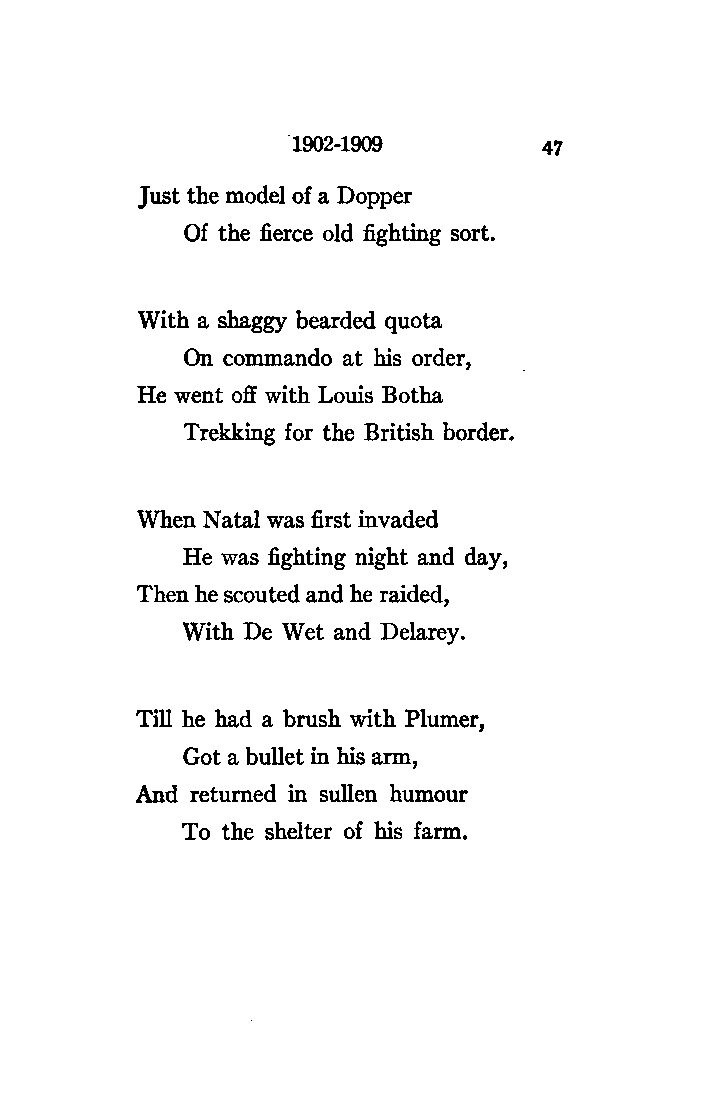 1902-1909 47
Just the model of a Dopper
Of the fierce old fighting sort.
With a shaggy bearded quota
On commando at his order,
He went off with Louis Botha
Trekking for the British border.
When Natal was first invaded
He was fighting night and day,
Then he scouted and he raided,
With De Wet and Delarey.
Till he had a brush with Plumer,
Got a bullet in his arm,
And returned in sullen humour
To the shelter of his farm.